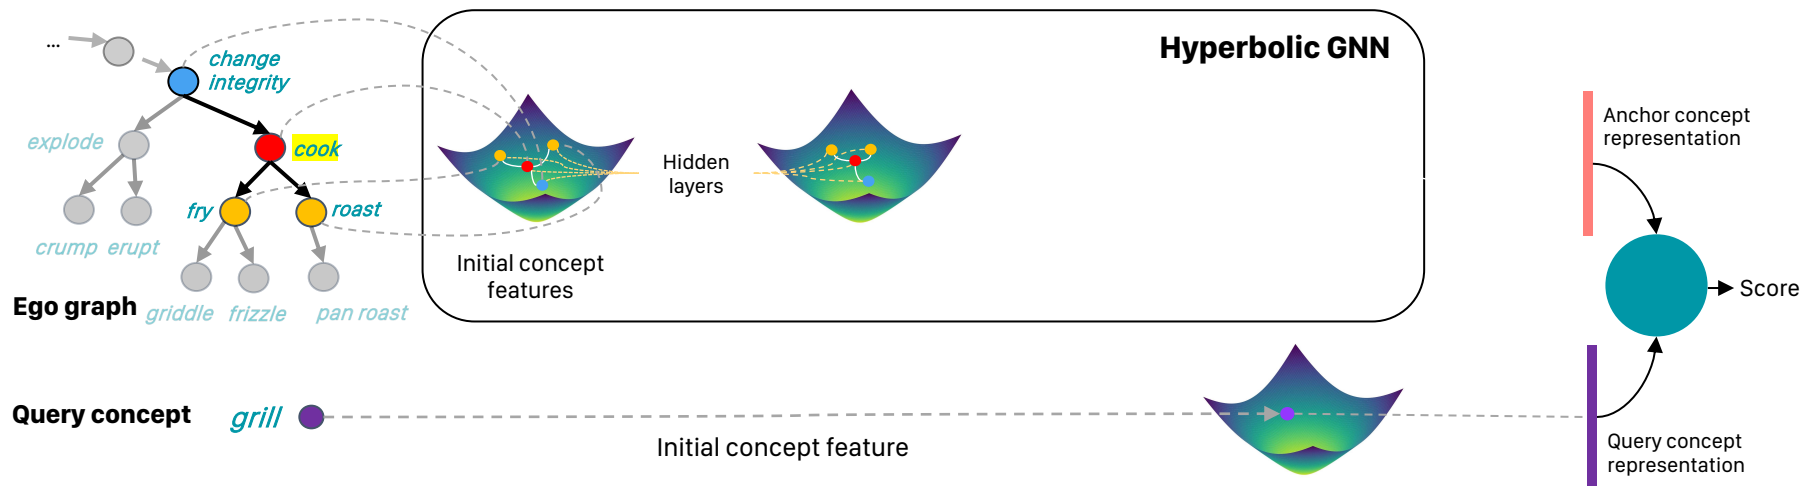 Hyperbolic GNN
...
change
integrity
explode
cook
fry
roast
crump
erupt
griddle
frizzle
pan roast
Ego graph
Hidden
layers
Initial concept
features
Anchor concept
representation
Score
Query concept
grill
Initial concept feature
Query concept
representation